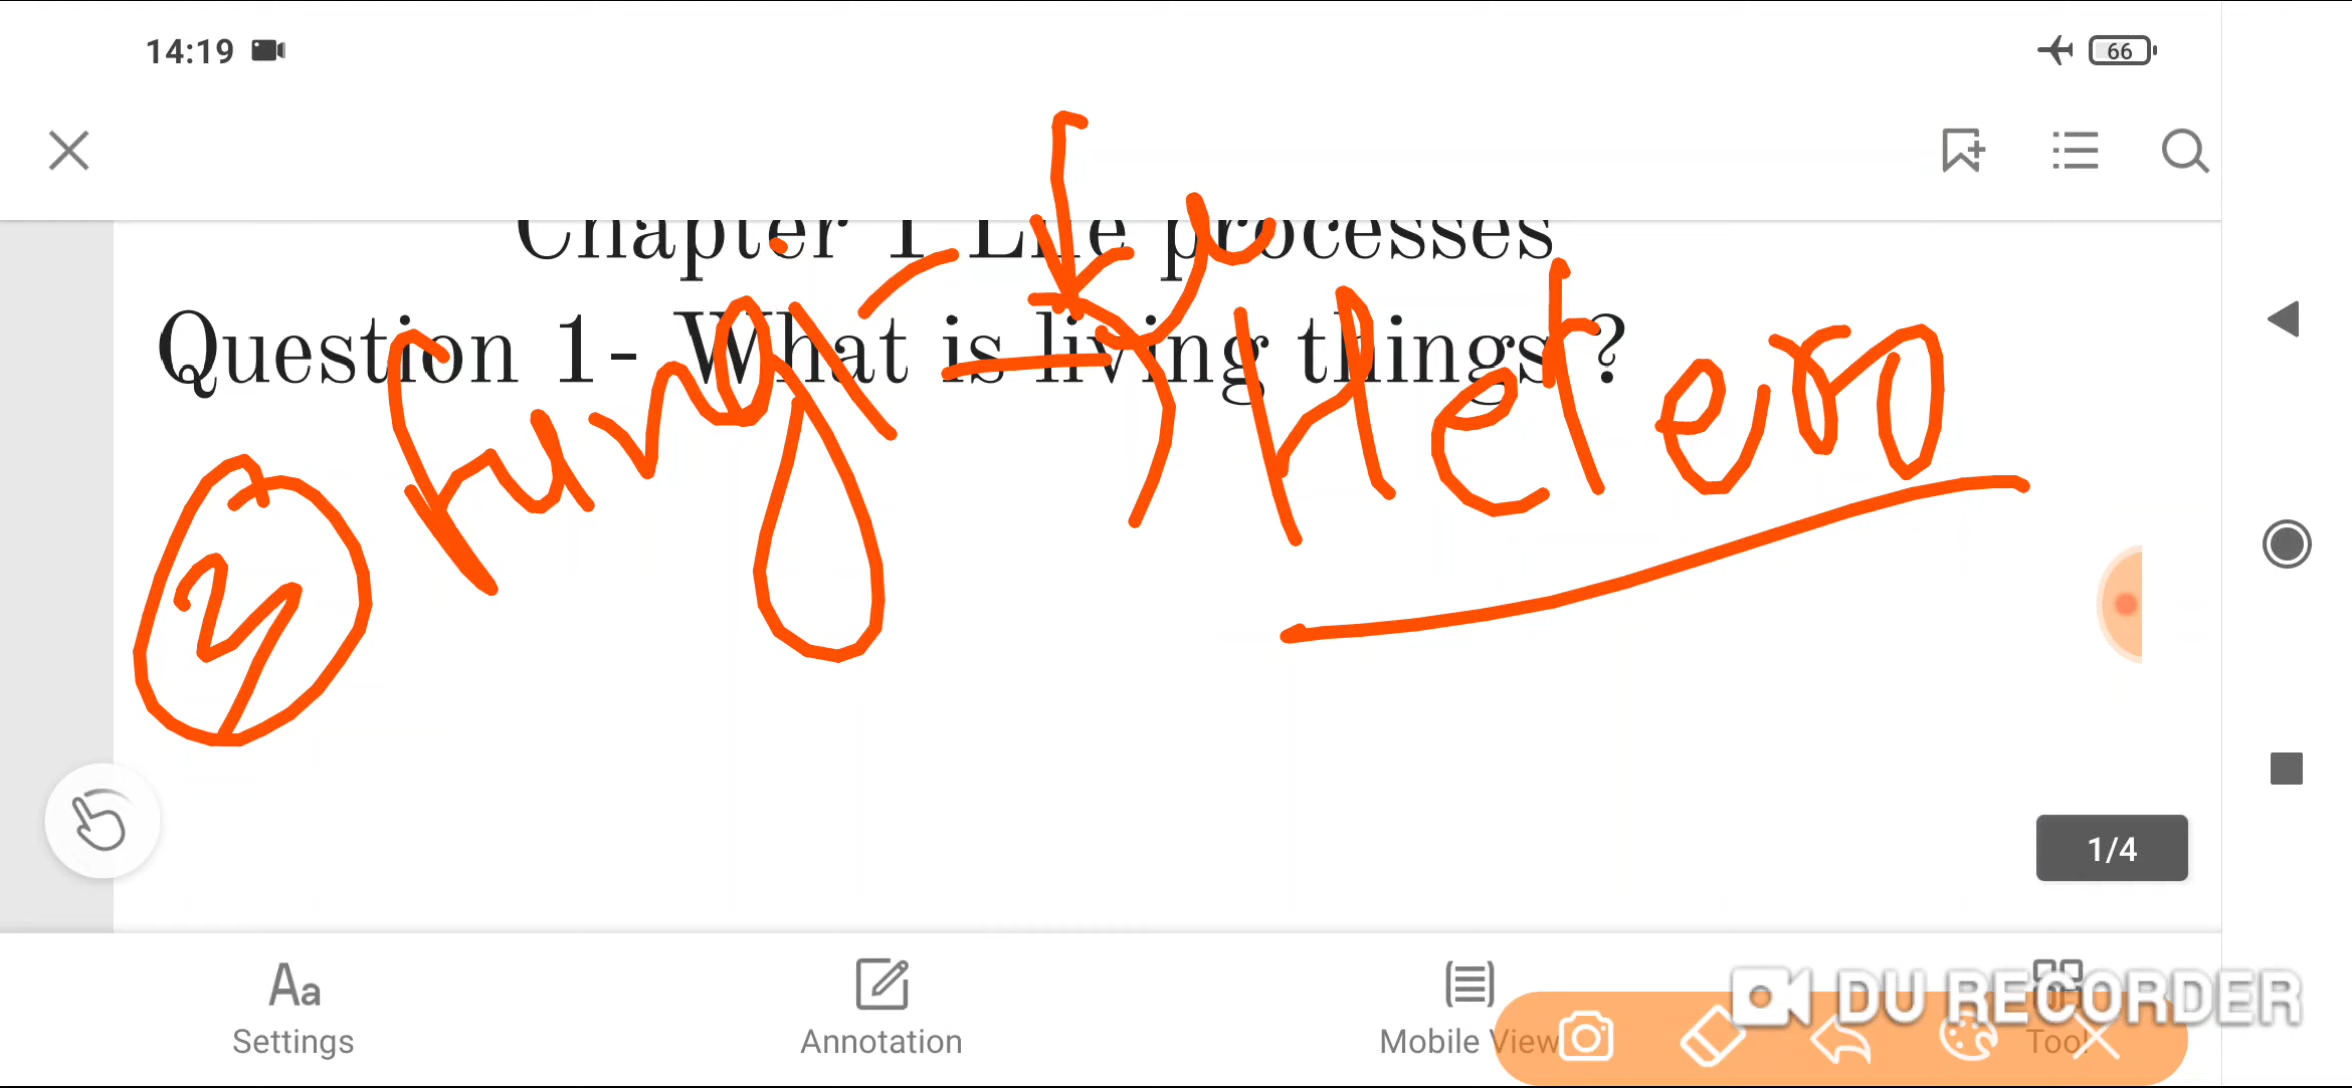 14:19
66
Chapter 1 Life processes
Question 1- What is living things ?
3 fungi Hetero
1/4
Settings
Annotation
Mobile View
Tool
DU RECORDER